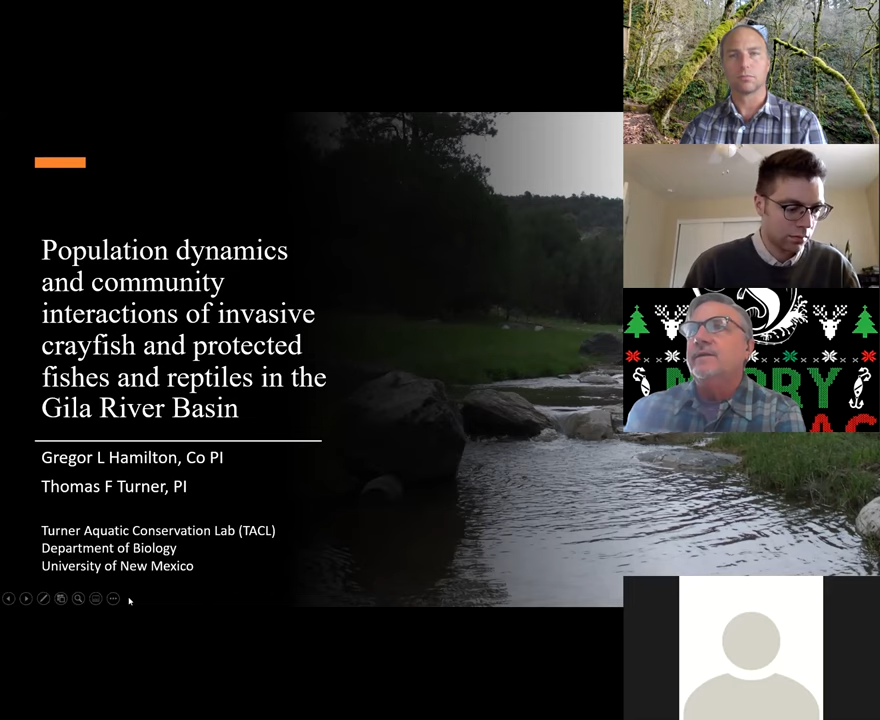 Population dynamics
and community
interactions of invasive
crayfish and protected
fishes and reptiles in the
Gila River Basin
Gregor L Hamilton, Co PI
Thomas F Turner, PI
Turner Aquatic Conservation Lab (TACL)
Department of Biology
University of New Mexico